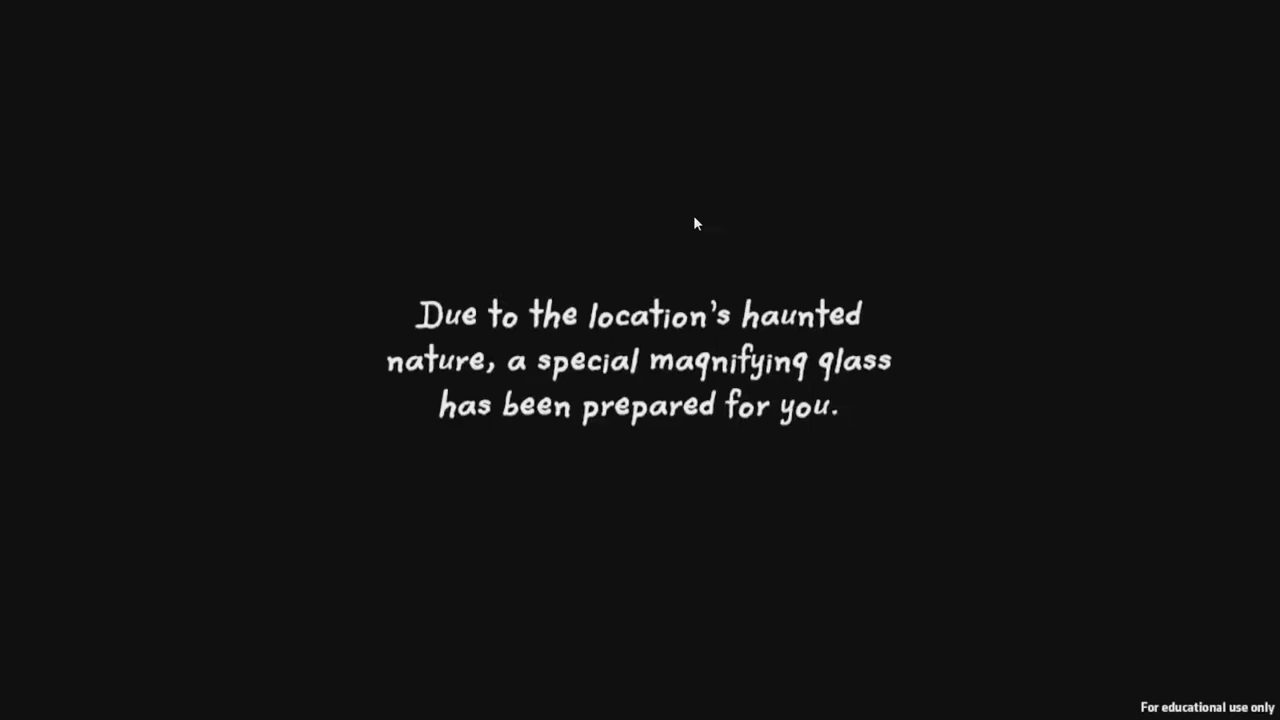 Due to the location's haunted
nature, a special magnifying glass
has been prepared for you.
For educational use only